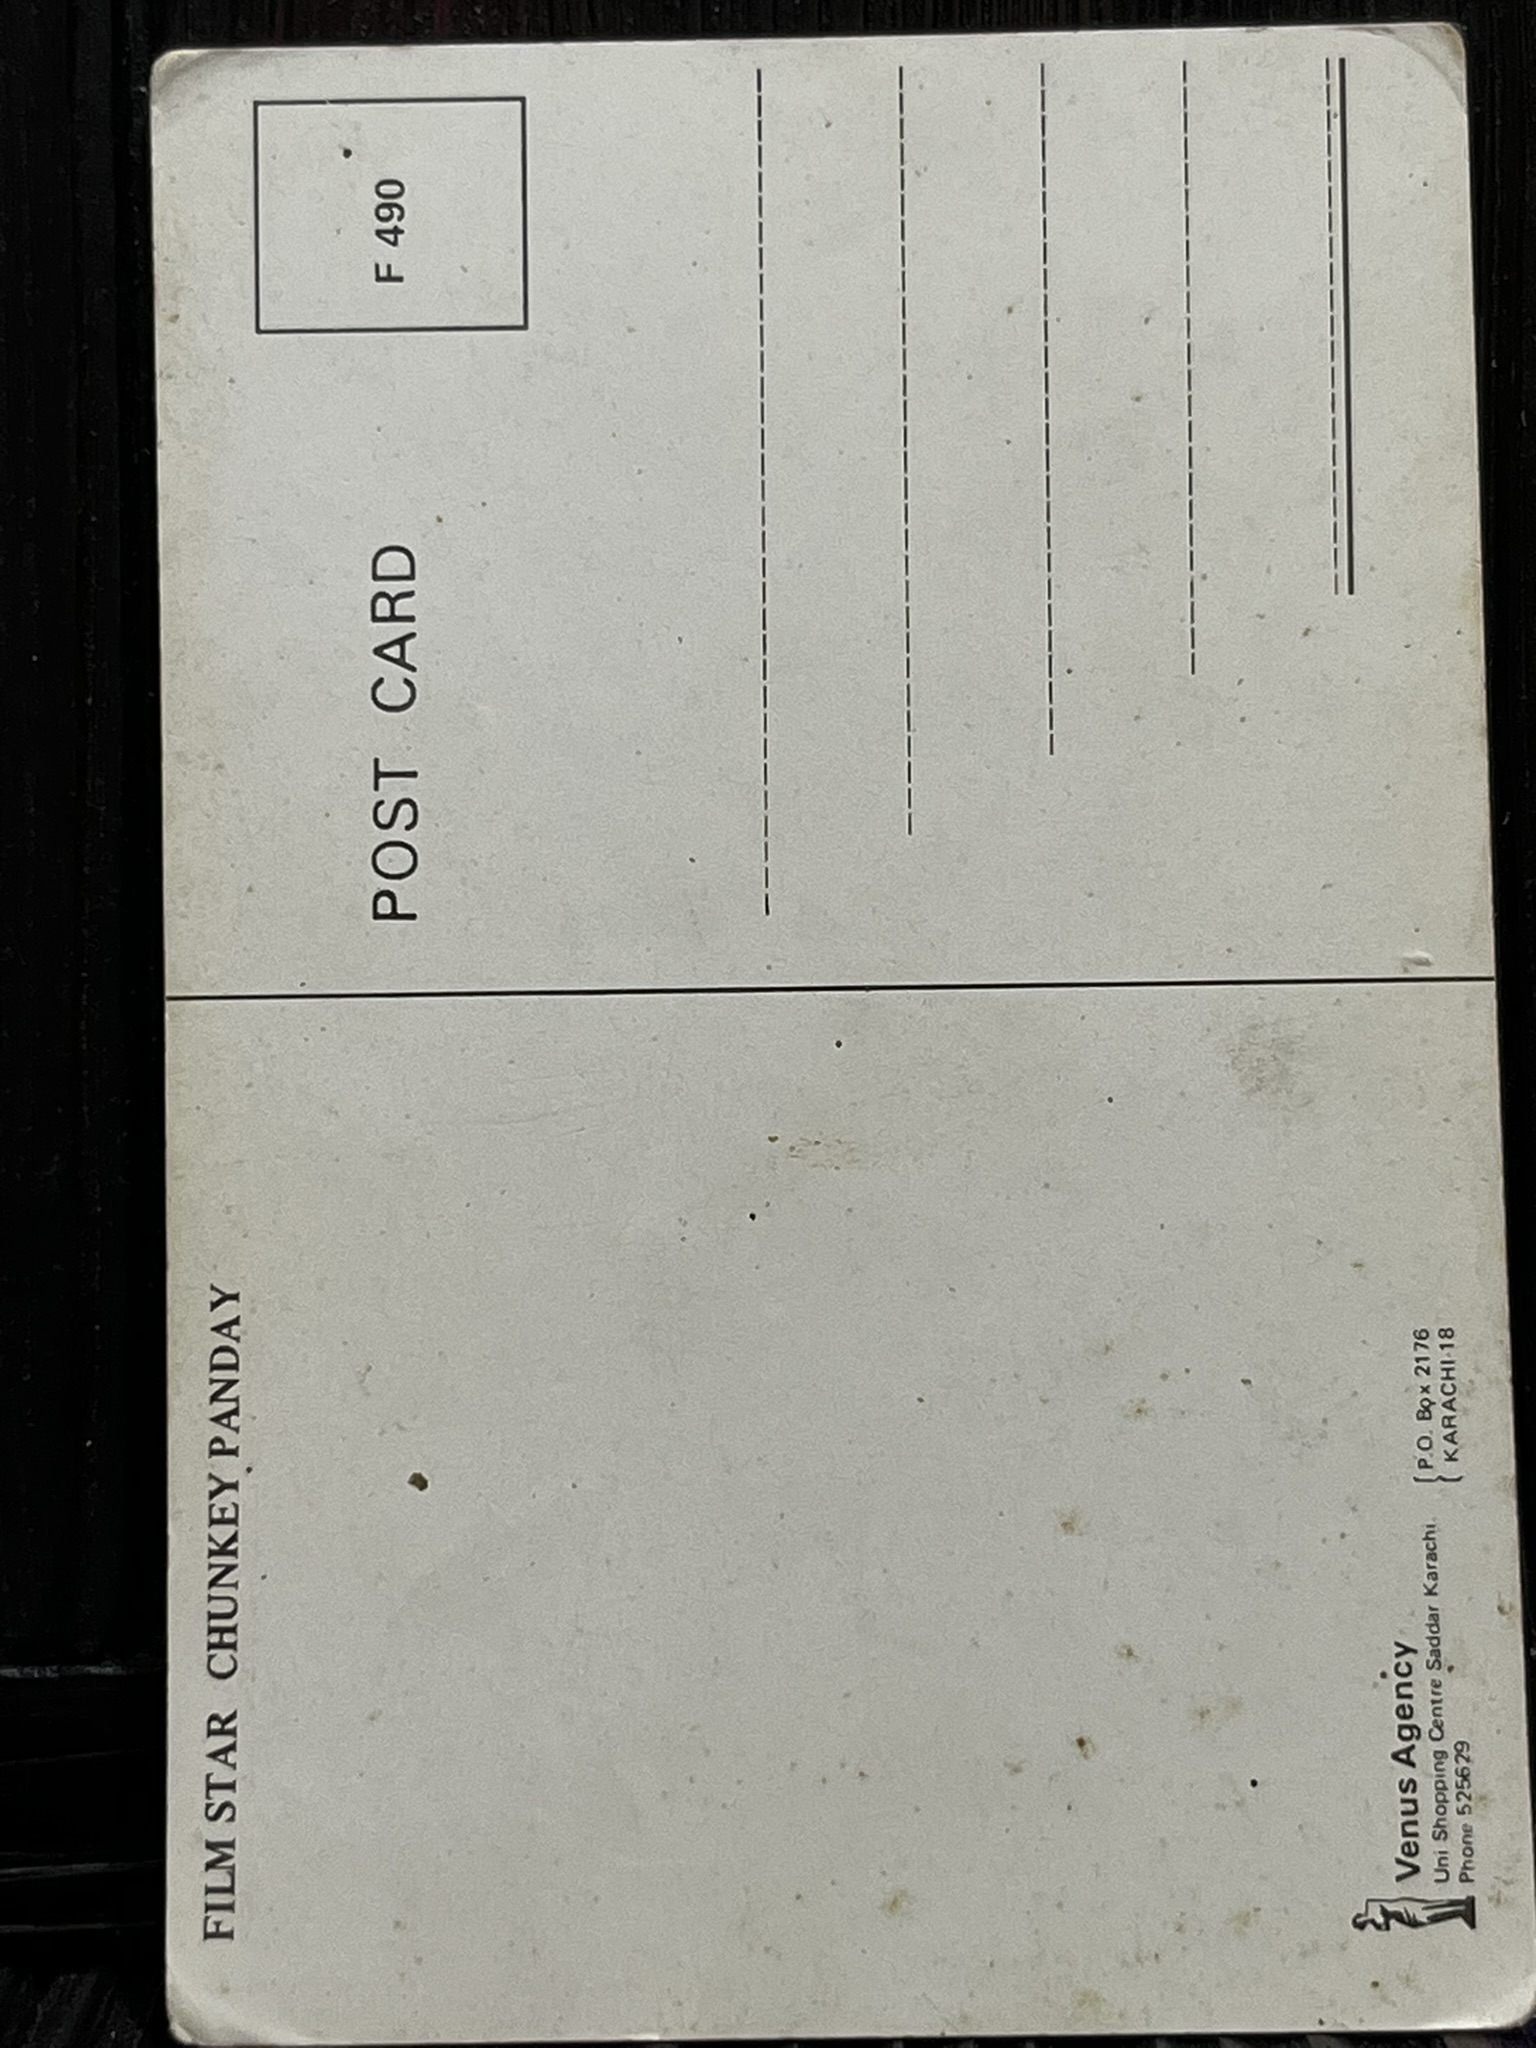 FILM STAR CHUNKEY PANDAY
POST CARD
F 490
Venus Agency
Uni Shopping Centre Saddar Karachi.
Phone 525629
P.O. Box 2176
KARACHI-18